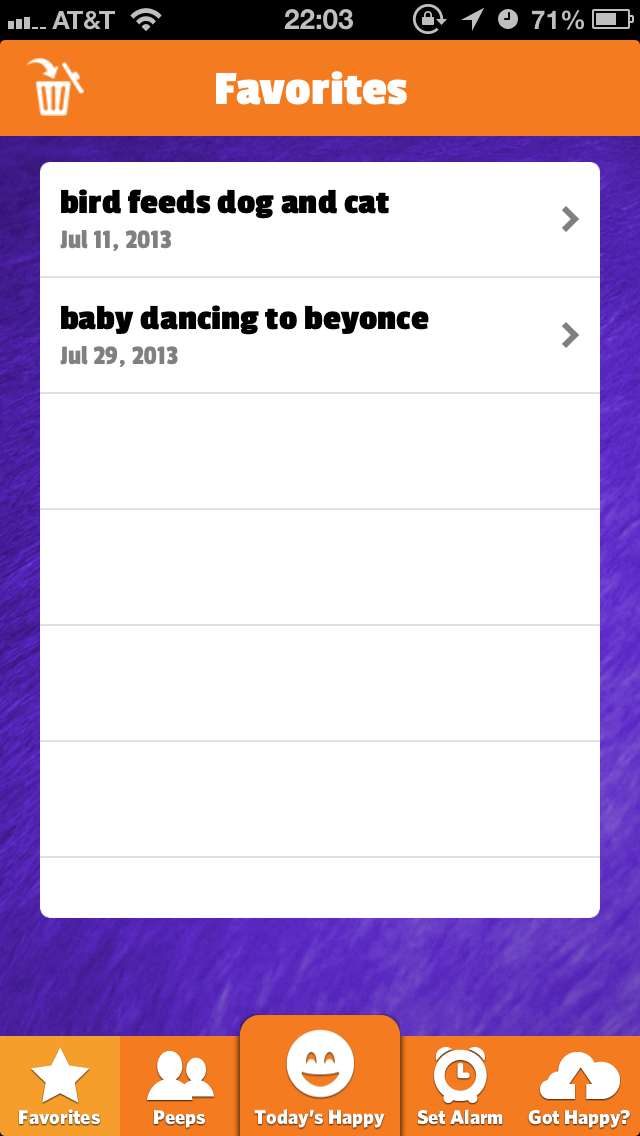 AT&T 22:03 71%
Favorites
bird feeds dog and cat
Jul 11, 2013
baby dancing to beyonce
Jul 29, 2013
Favorites Peeps Today's Happy Set Alarm Got Happy?